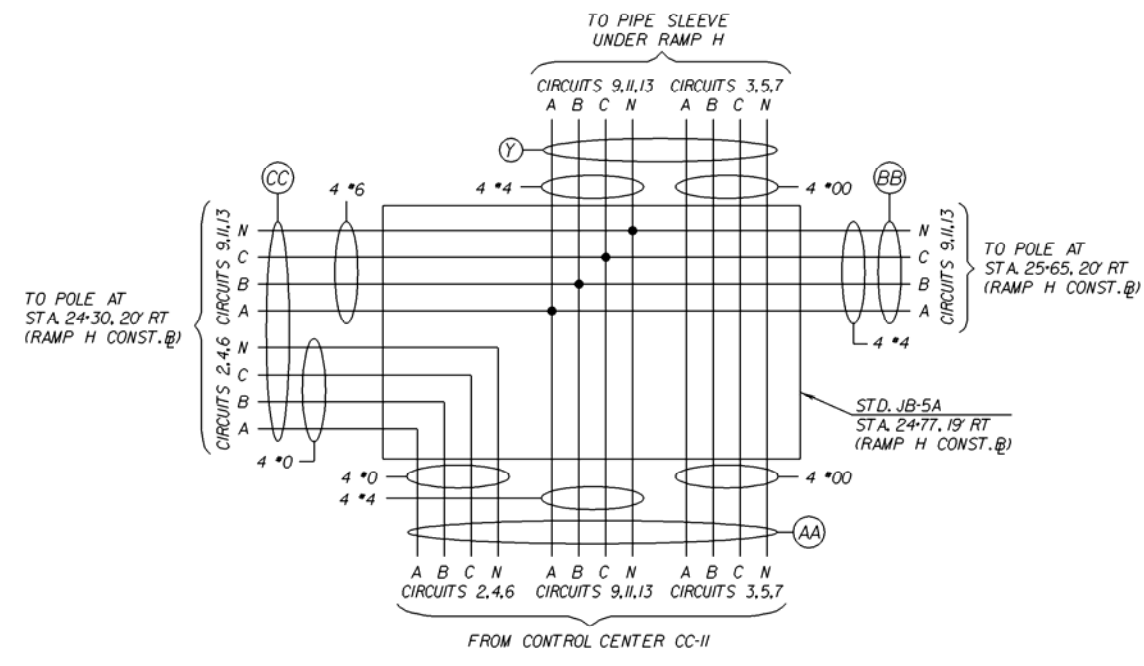 TO PIPE SLEEVE
UNDER RAMP H
CIRCUITS 9,11,13 CIRCUITS 3,5,7
A B C N A B C N
Y
CC
4 #6
4 #4
4 #00
BB
TO POLE AT
STA. 24+30, 20' RT
(RAMP H CONST. BL)
CIRCUITS 9,11,13
N
C
B
A
CIRCUITS 2,4,6
N
C
B
A
4 #0
N
C
B
A
CIRCUITS 9,11,13
TO POLE AT
STA. 25+65, 20' RT
(RAMP H CONST. BL)
4 #4
STD. JB-5A
STA. 24+77, 19' RT
(RAMP H CONST. BL)
4 #0
4 #4
4 #00
AA
A B C N A B C N A B C N
CIRCUITS 2,4,6 CIRCUITS 9,11,13 CIRCUITS 3,5,7
FROM CONTROL CENTER CC-11